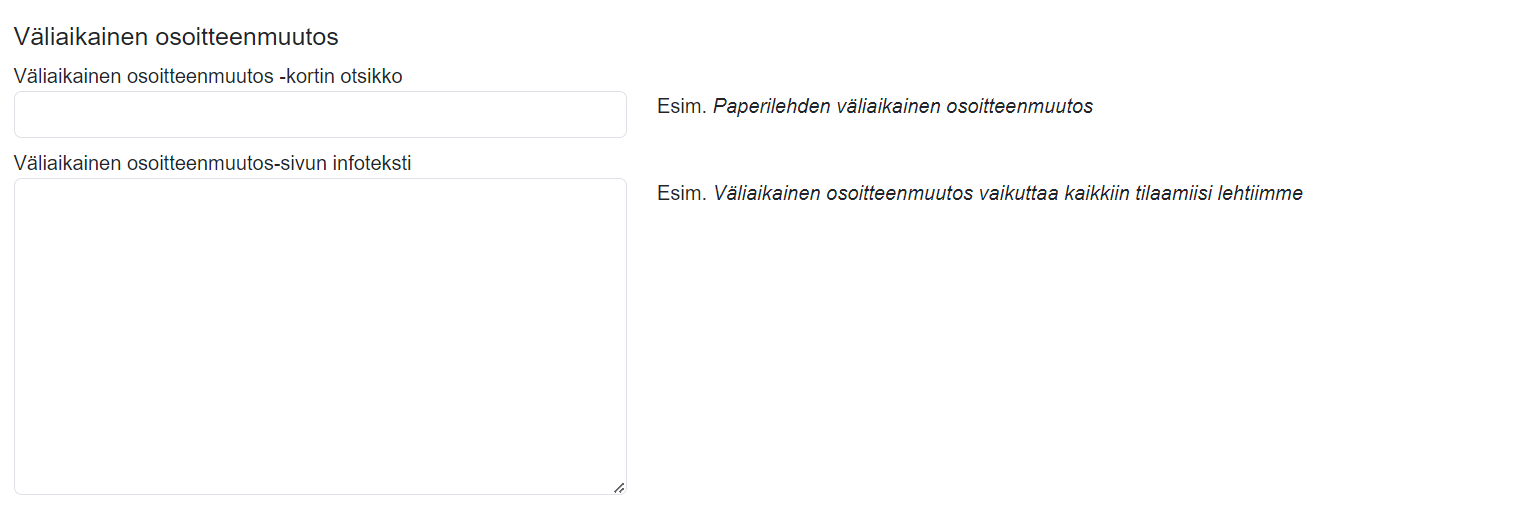 Väliaikainen osoitteenmuutos
Väliaikainen osoitteenmuutos -kortin otsikko
Esim. Paperilehden väliaikainen osoitteenmuutos
Väliaikainen osoitteenmuutos-sivun infoteksti
Esim. Väliaikainen osoitteenmuutos vaikuttaa kaikkiin tilaamiisi lehtiimme